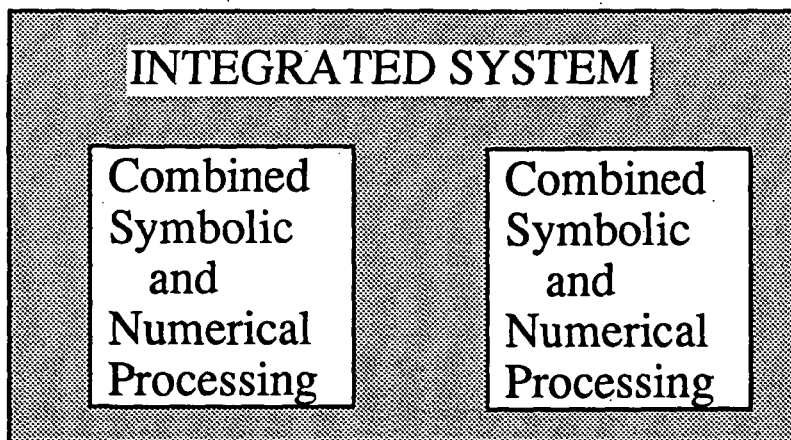 INTEGRATED SYSTEM
Combined
Symbolic
and
Numerical
Processing
Combined
Symbolic
and
Numerical
Processing